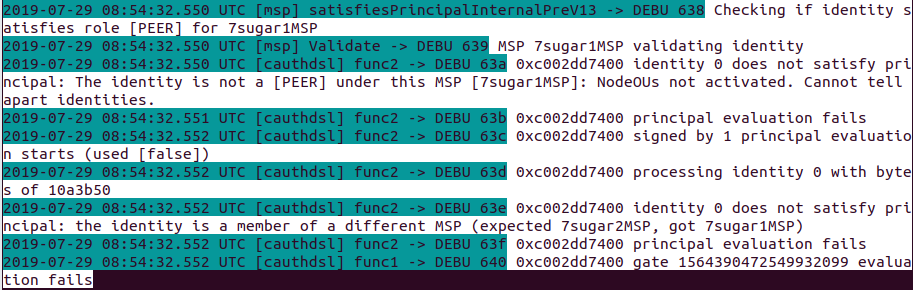 2019-07-29 08:54:32.550 UTC [msp] satisfiesPrincipalInternalPreV13 -> DEBU 638 Checking if identity s
atisfies role [PEER] for 7sugar1MSP
2019-07-29 08:54:32.550 UTC [msp] Validate -> DEBU 639 MSP 7sugar1MSP validating identity
2019-07-29 08:54:32.550 UTC [cauthdsl] func2 -> DEBU 63a 0xc002dd7400 identity 0 does not satisfy pri
ncipal: The identity is not a [PEER] under this MSP [7sugar1MSP]: NodeOUs not activated. Cannot tell
apart identities.
2019-07-29 08:54:32.551 UTC [cauthdsl] func2 -> DEBU 63b 0xc002dd7400 principal evaluation fails
2019-07-29 08:54:32.552 UTC [cauthdsl] func2 -> DEBU 63c 0xc002dd7400 signed by 1 principal evaluatio
n starts (used [false])
2019-07-29 08:54:32.552 UTC [cauthdsl] func2 -> DEBU 63d 0xc002dd7400 processing identity 0 with byte
s of 10a3b50
2019-07-29 08:54:32.552 UTC [cauthdsl] func2 -> DEBU 63e 0xc002dd7400 identity 0 does not satisfy pri
ncipal: the identity is a member of a different MSP (expected 7sugar2MSP, got 7sugar1MSP)
2019-07-29 08:54:32.552 UTC [cauthdsl] func2 -> DEBU 63f 0xc002dd7400 principal evaluation fails
2019-07-29 08:54:32.552 UTC [cauthdsl] func1 -> DEBU 640 0xc002dd7400 gate 1564390472549932099 evalua
tion fails